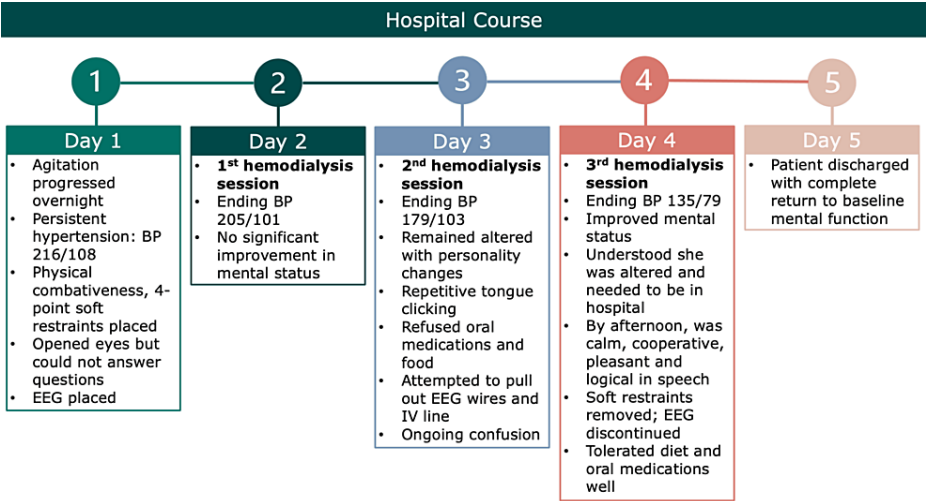 Hospital Course
1
2
3
4
5
Day 1
• Agitation
progressed
overnight
• Persistent
hypertension: BP
216/108
• Physical
combativeness, 4-
point soft
restraints placed
• Opened eyes but
could not answer
questions
• EEG placed
Day 2
• 1st hemodialysis
session
• Ending BP
205/101
• No significant
improvement in
mental status
Day 3
• 2nd hemodialysis
session
• Ending BP
179/103
• Remained altered
with personality
changes
• Repetitive tongue
clicking
• Refused oral
medications and
food
• Attempted to pull
out EEG wires and
IV line
• Ongoing confusion
Day 4
• 3rd hemodialysis
session
• Ending BP 135/79
• Improved mental
status
• Understood she
was altered and
needed to be in
hospital
• By afternoon, was
calm, cooperative,
pleasant and
logical in speech
• Soft restraints
removed; EEG
discontinued
• Tolerated diet and
oral medications
well
Day 5
• Patient discharged
with complete
return to baseline
mental function